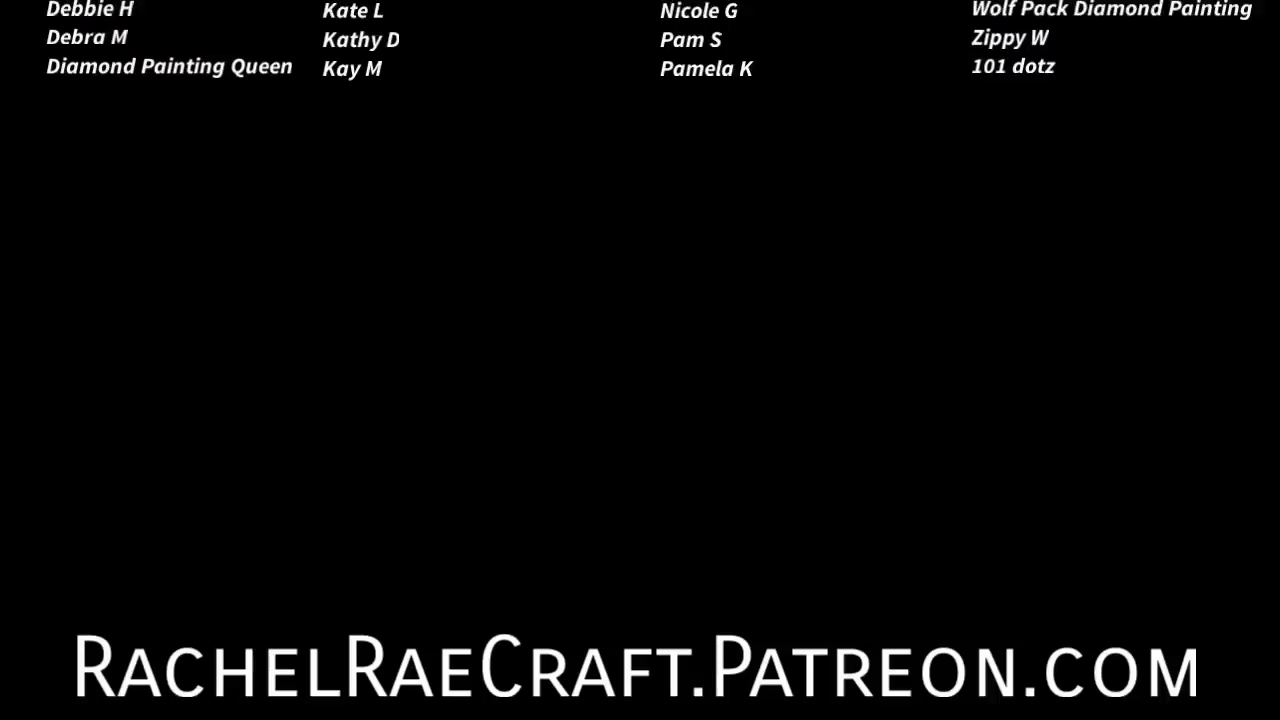 Debbie H
Debra M
Diamond Painting Queen
Kate L
Kathy D
Kay M
Nicole G
Pam S
Pamela K
Wolf Pack Diamond Painting
Zippy W
101 dotz
RachelRaeCraft.Patreon.com